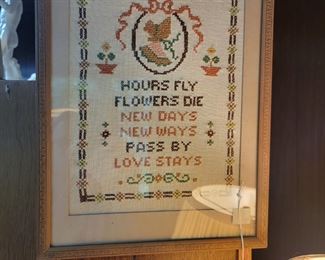 HOURS FLY
FLOWERS DIE
NEW DAYS
NEW WAYS
PASS BY
LOVE STAYS